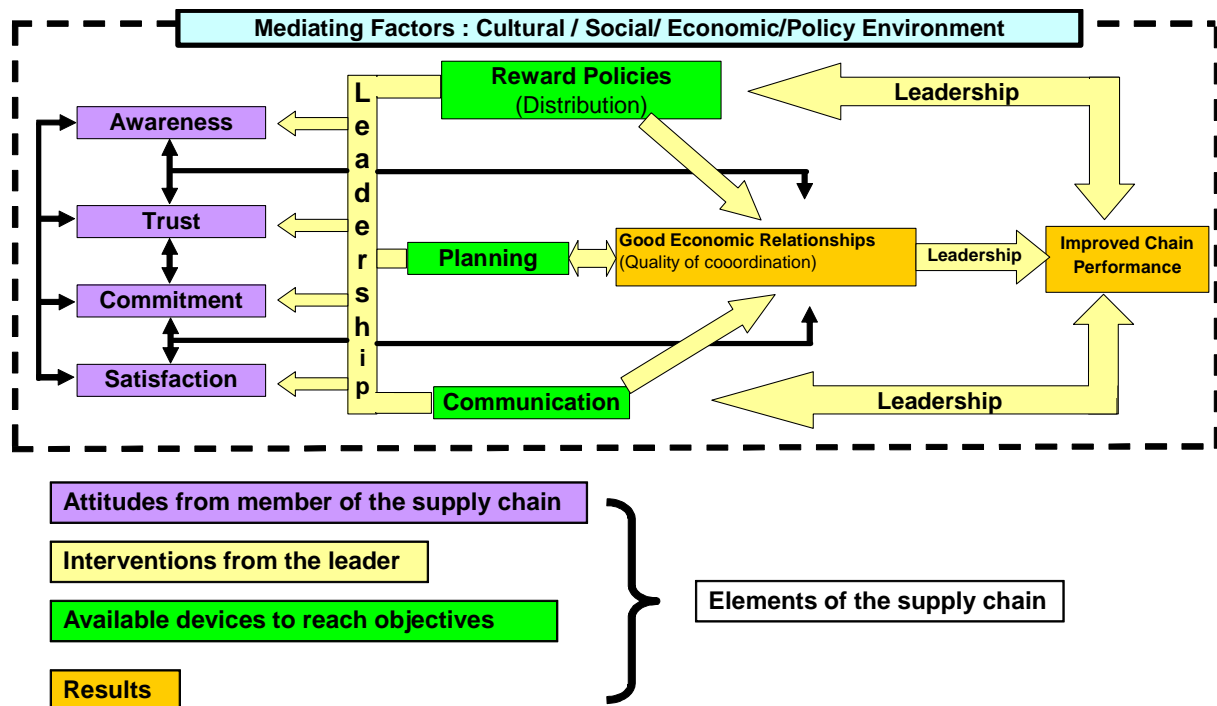 Mediating Factors : Cultural / Social/ Economic/Policy Environment
Reward Policies
(Distribution)
Leadership
Leadership
Awareness
Trust
Planning
Good Economic Relationships
(Quality of cooordination)
Leadership
Improved Chain
Performance
Commitment
Satisfaction
Communication
Leadership
Attitudes from member of the supply chain
Interventions from the leader
Available devices to reach objectives
Results
Elements of the supply chain